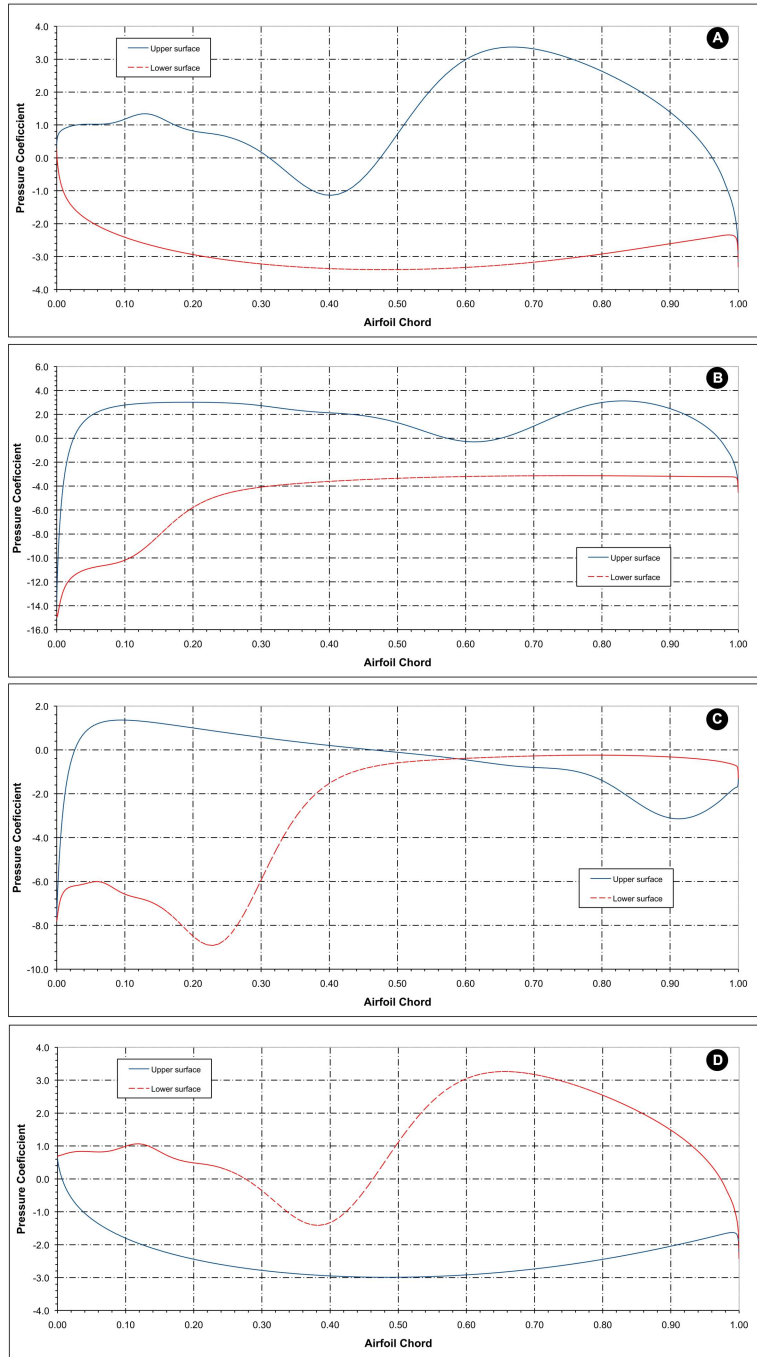 A
Upper surface
Lower surface
4.0
3.0
2.0
1.0
0.0
-1.0
-2.0
-3.0
-4.0
Pressure Coeficcient
0.00 0.10 0.20 0.30 0.40 0.50 0.60 0.70 0.80 0.90 1.00
Airfoil Chord
B
6.0
4.0
2.0
0.0
-2.0
-4.0
-6.0
-8.0
-10.0
-12.0
-14.0
-16.0
Pressure Coeficcient
Upper surface
Lower surface
0.00 0.10 0.20 0.30 0.40 0.50 0.60 0.70 0.80 0.90 1.00
Airfoil Chord
C
2.0
0.0
-2.0
-4.0
-6.0
-8.0
-10.0
Pressure Coeficcient
Upper surface
Lower surface
0.00 0.10 0.20 0.30 0.40 0.50 0.60 0.70 0.80 0.90 1.00
Airfoil Chord
D
Upper surface
Lower surface
4.0
3.0
2.0
1.0
0.0
-1.0
-2.0
-3.0
-4.0
Pressure Coeficcient
0.00 0.10 0.20 0.30 0.40 0.50 0.60 0.70 0.80 0.90 1.00
Airfoil Chord